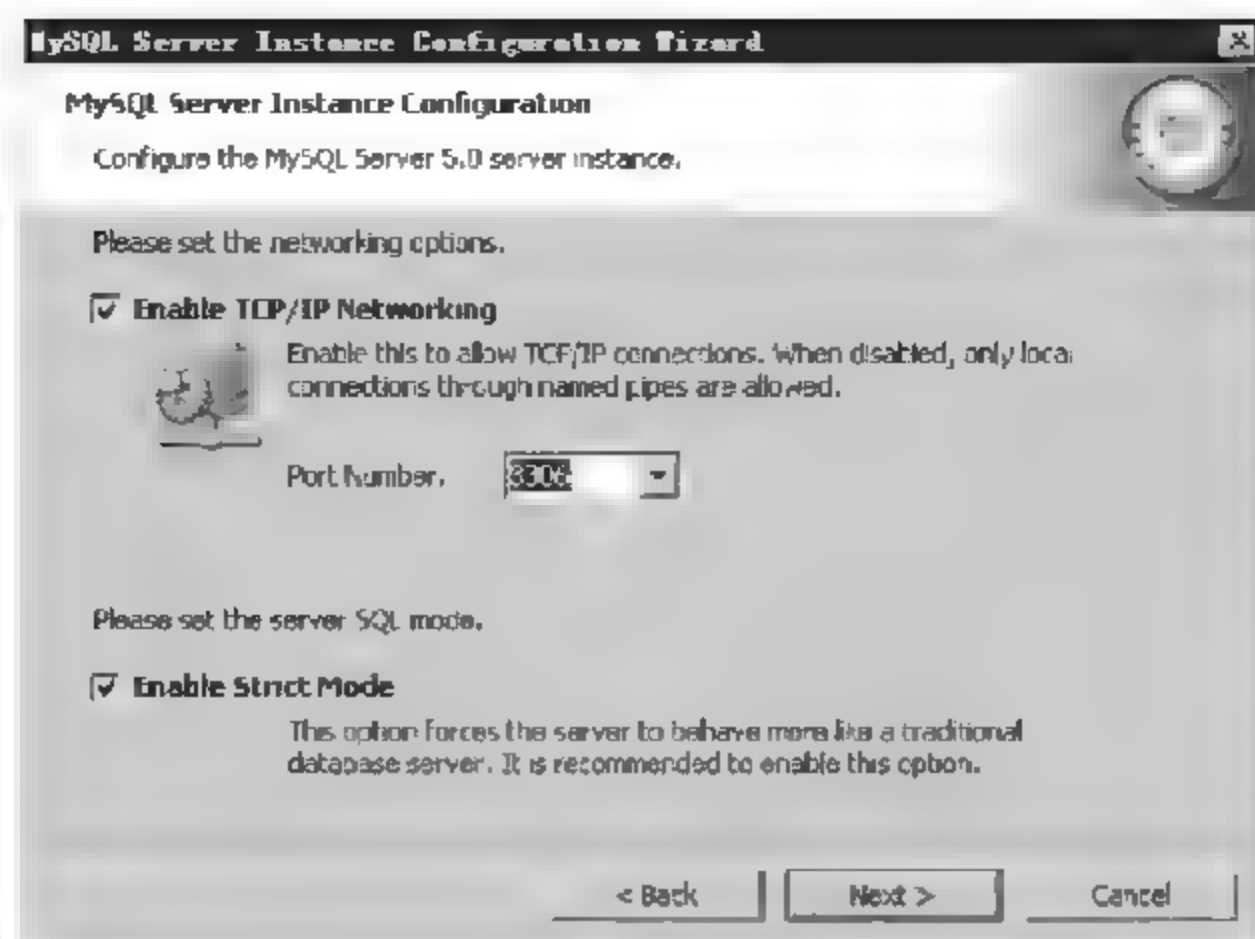 MySQL Server Instance Configuration Wizard
MySQL Server Instance Configuration
Configure the MySQL Server 5.0 server instance.
Please set the networking options.
Enable TCP/IP Networking
Enable this to allow TCP/IP connections. When disabled, only local
connections through named pipes are allowed.
Port Number: 3306
Please set the server SQL mode.
Enable Strict Mode
This option forces the server to behave more like a traditional
database server. It is recommended to enable this option.
< Back
Next >
Cancel